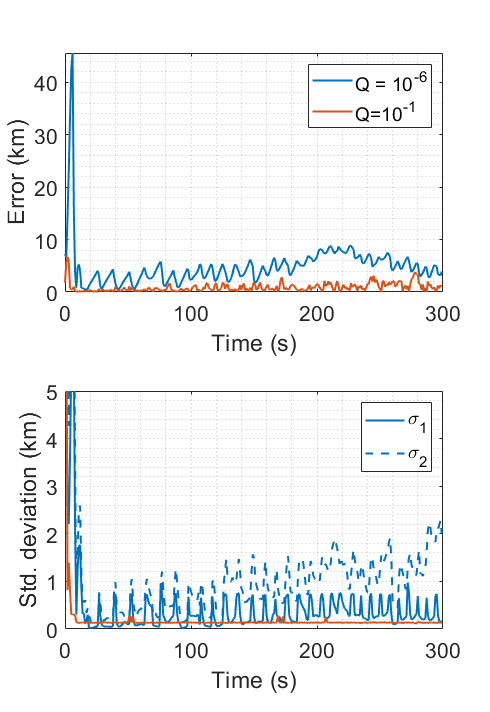 40
30
20
10
0
Error (km)
Q = 10⁻⁶
Q=10⁻¹
0 100 200 300
Time (s)
5
4
3
2
1
0
Std. deviation (km)
σ₁
σ₂
0 100 200 300
Time (s)